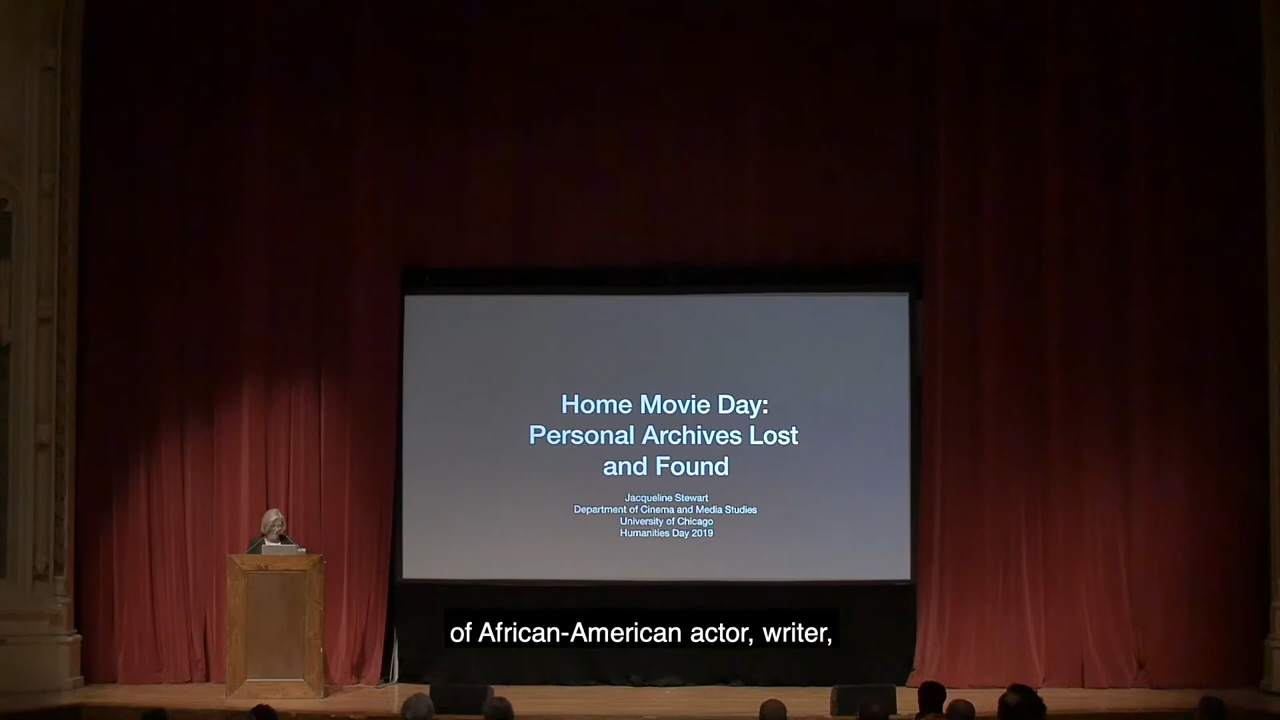 Home Movie Day:
Personal Archives Lost
and Found
Jacqueline Stewart
Department of Cinema and Media Studies
University of Chicago
Humanities Day 2019
of African-American actor, writer,